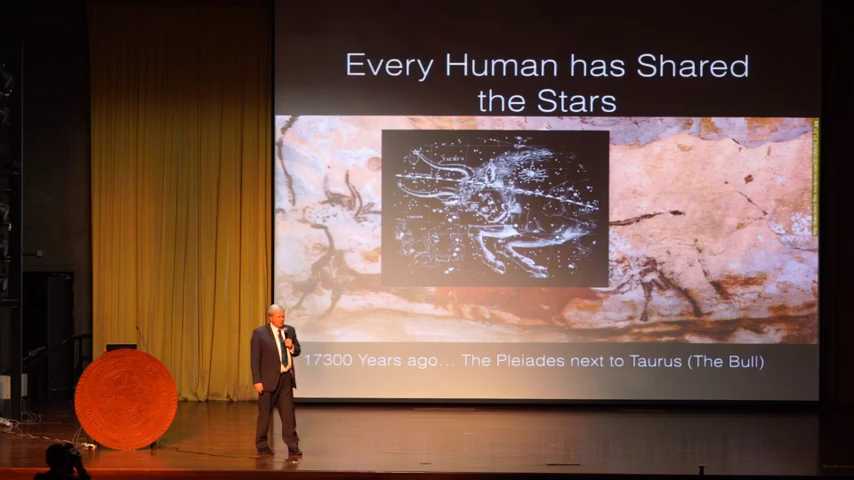 Every Human has Shared
the Stars
17300 Years ago... The Pleiades next to Taurus (The Bull)